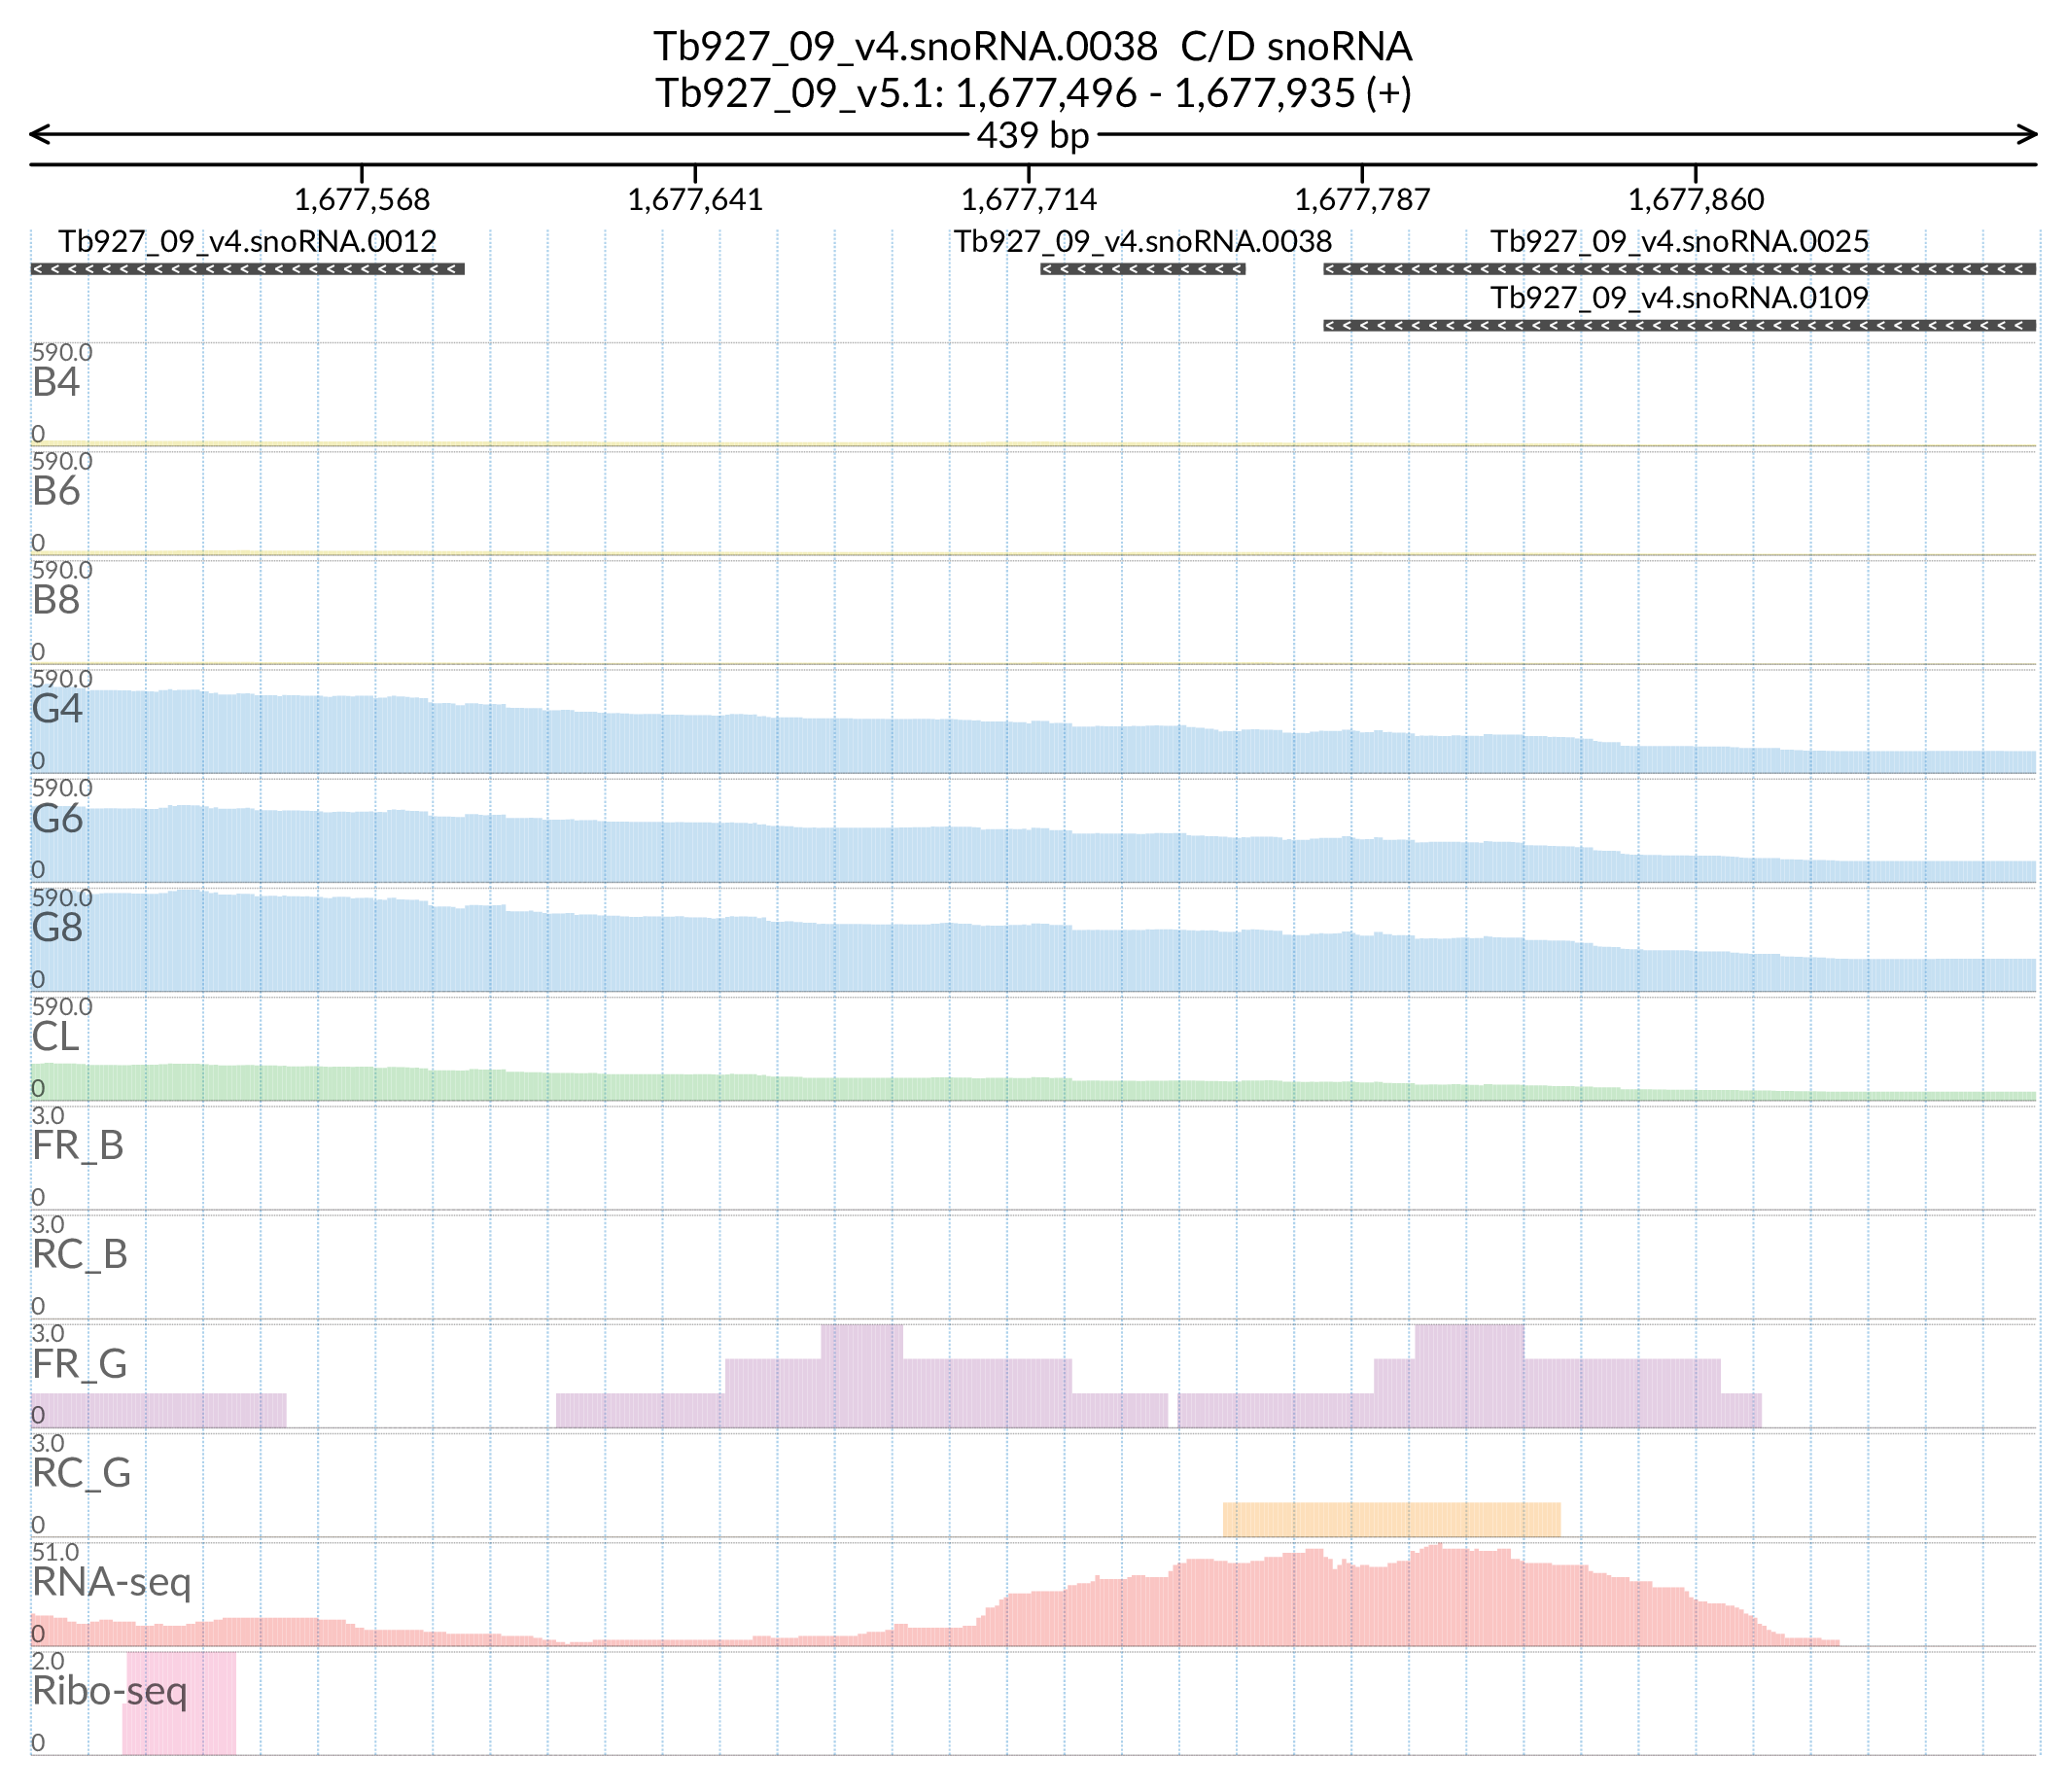 Tb927_09_v4.snoRNA.0038 C/D snoRNA
Tb927_09_v5.1: 1,677,496 - 1,677,935 (+)
439 bp
1,677,568 1,677,641 1,677,714 1,677,787 1,677,860
Tb927_09_v4.snoRNA.0012 Tb927_09_v4.snoRNA.0038 Tb927_09_v4.snoRNA.0025
Tb927_09_v4.snoRNA.0109
590.0
B4
0
590.0
B6
0
590.0
B8
0
590.0
G4
0
590.0
G6
0
590.0
G8
0
590.0
CL
0
3.0
FR_B
0
3.0
RC_B
0
3.0
FR_G
0
3.0
RC_G
0
51.0
RNA-seq
0
2.0
Ribo-seq
0